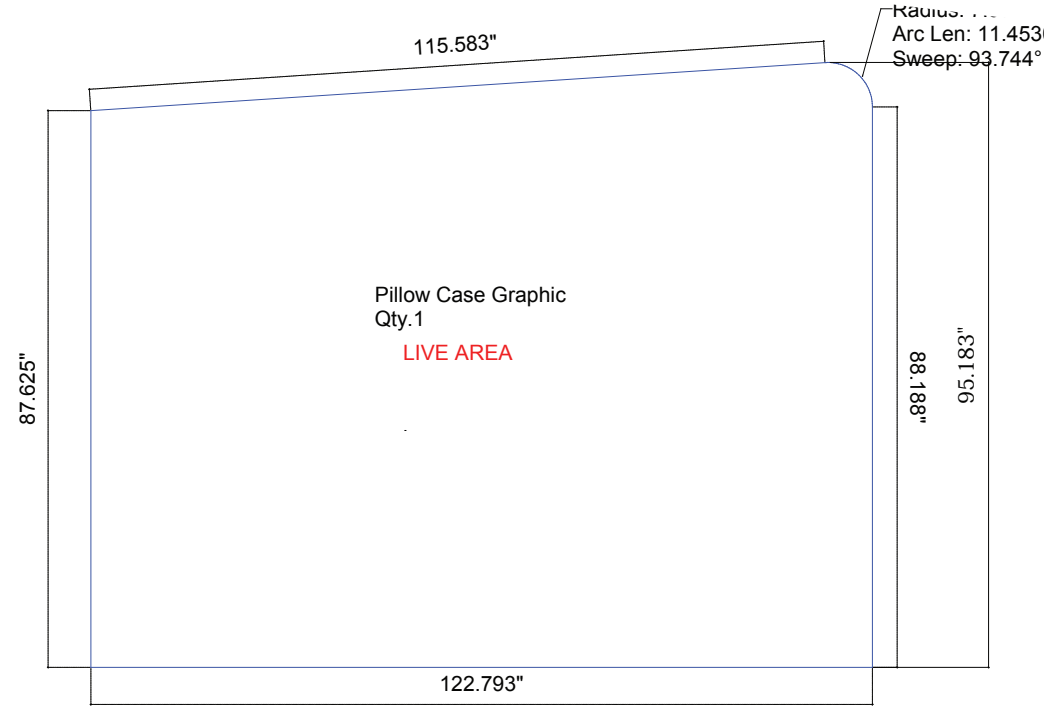 115.583"
Radius:
Arc Len: 11.453
Sweep: 93.744°
Pillow Case Graphic
Qty.1
LIVE AREA
87.625"
88.188"
95.183"
122.793"